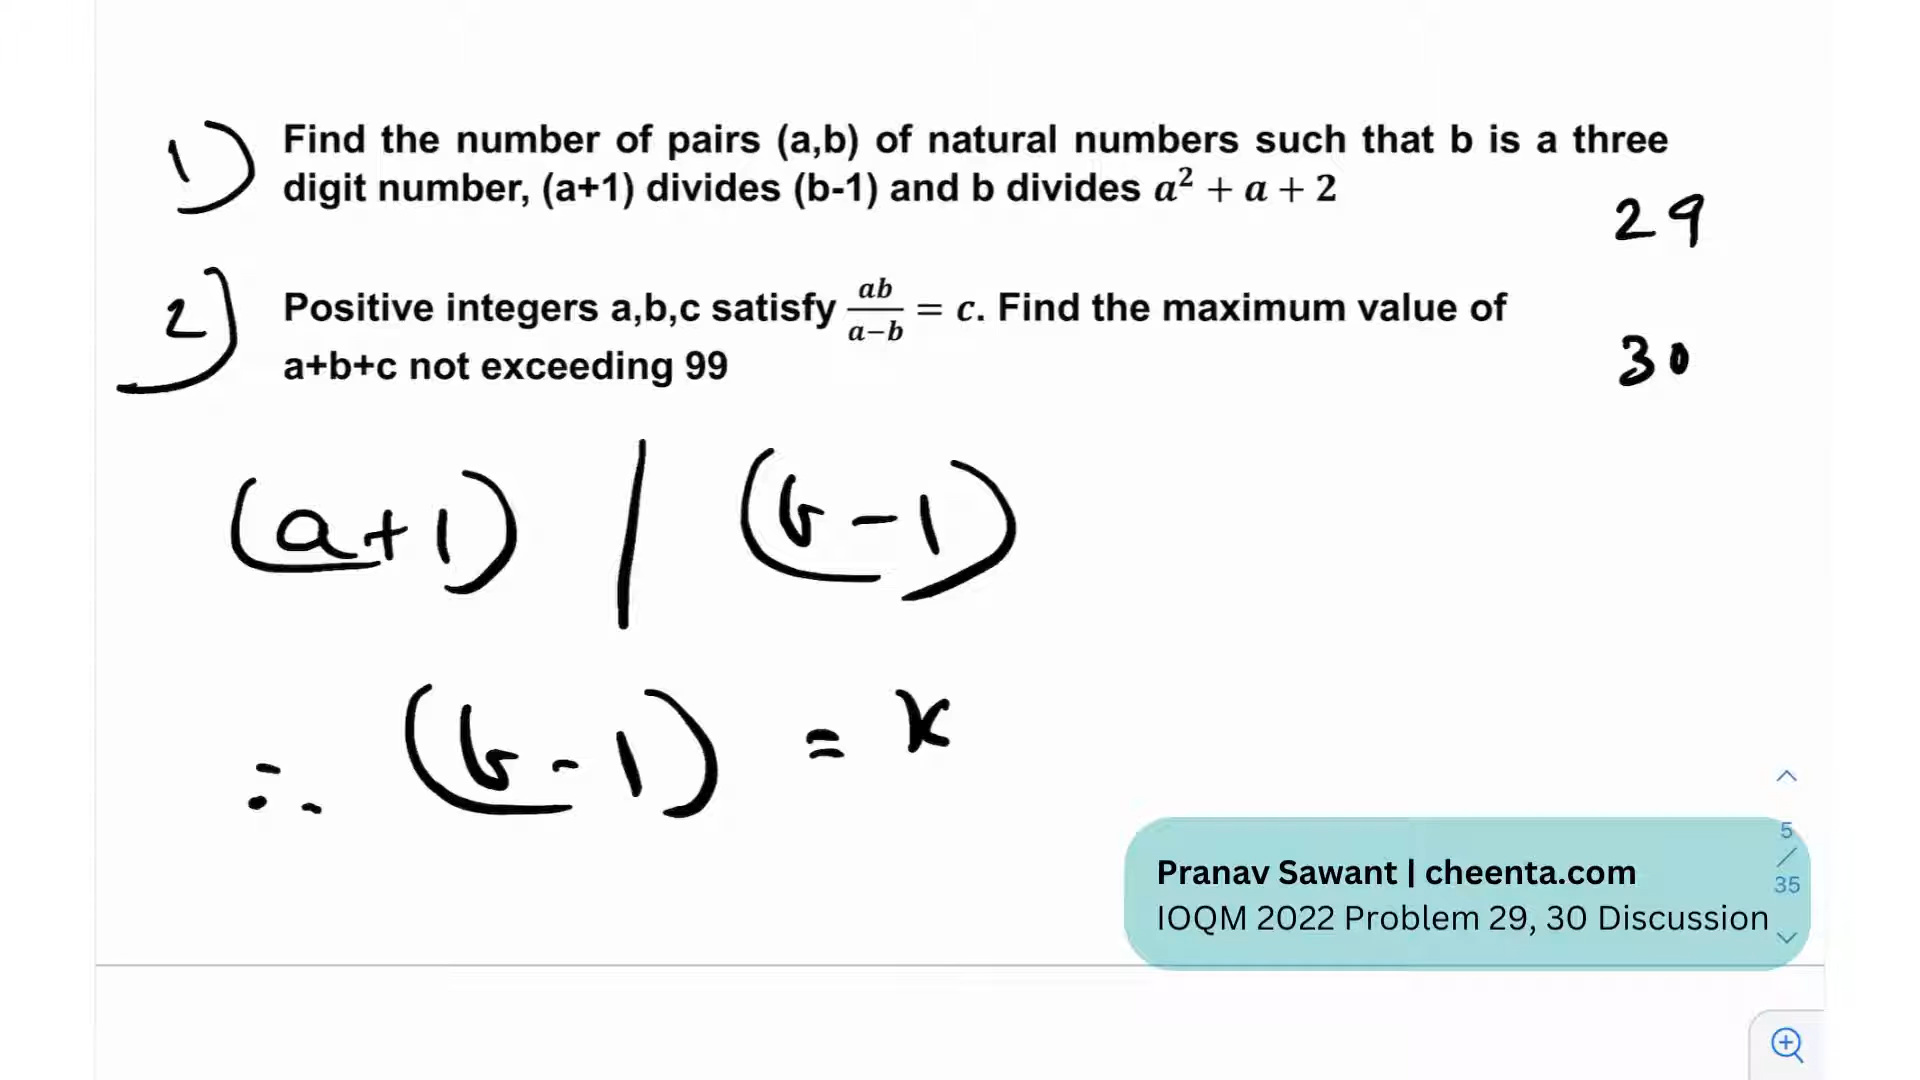 1) Find the number of pairs (a,b) of natural numbers such that b is a three
digit number, (a+1) divides (b-1) and b divides a² + a + 2
29
2) Positive integers a,b,c satisfy ab/a−b = c. Find the maximum value of
a+b+c not exceeding 99
30
(a+1) | (b-1)
∴ (b-1) = k
5
/
35
Pranav Sawant | cheenta.com
IOQM 2022 Problem 29, 30 Discussion